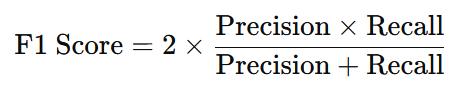 F1 Score = 2 × Precision × Recall / Precision + Recall